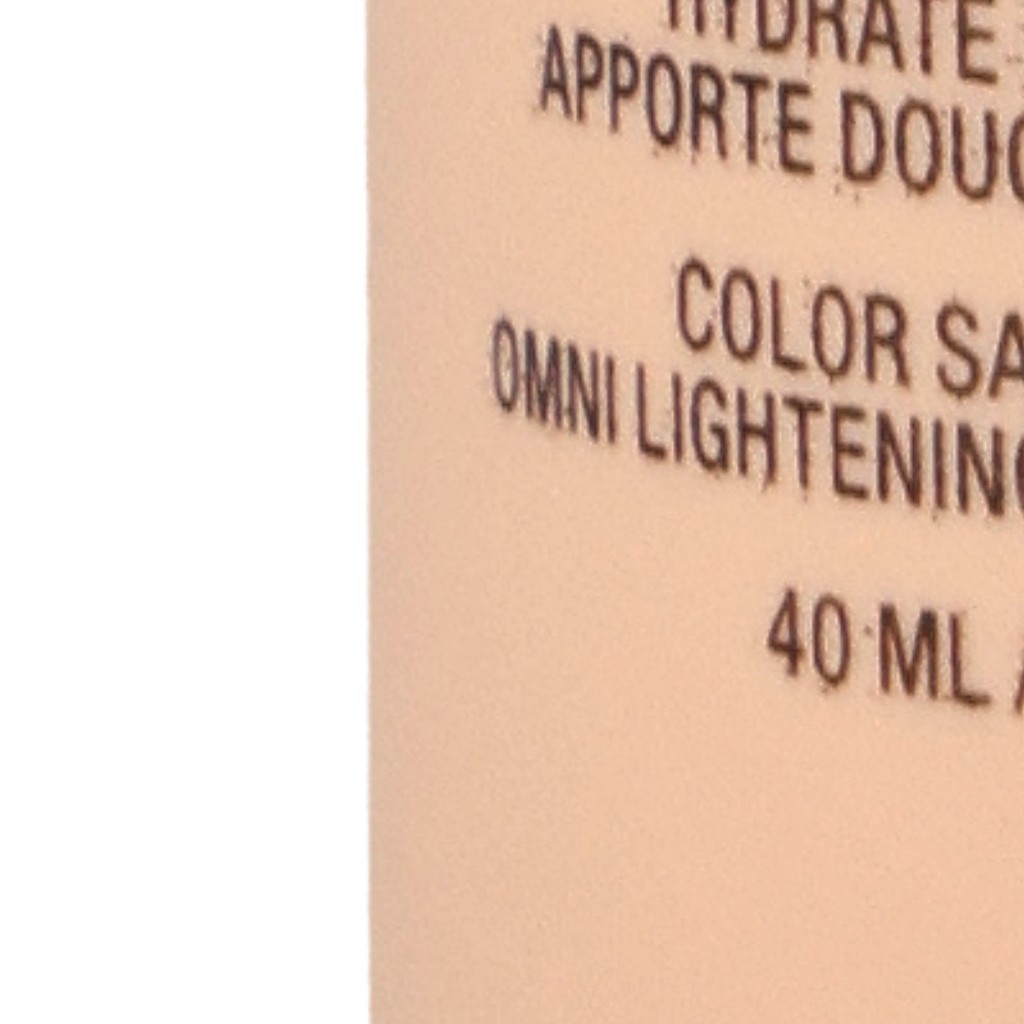 HYDRATE
APPORTE DOUC
COLOR SA
OMNI LIGHTENING
40 ML